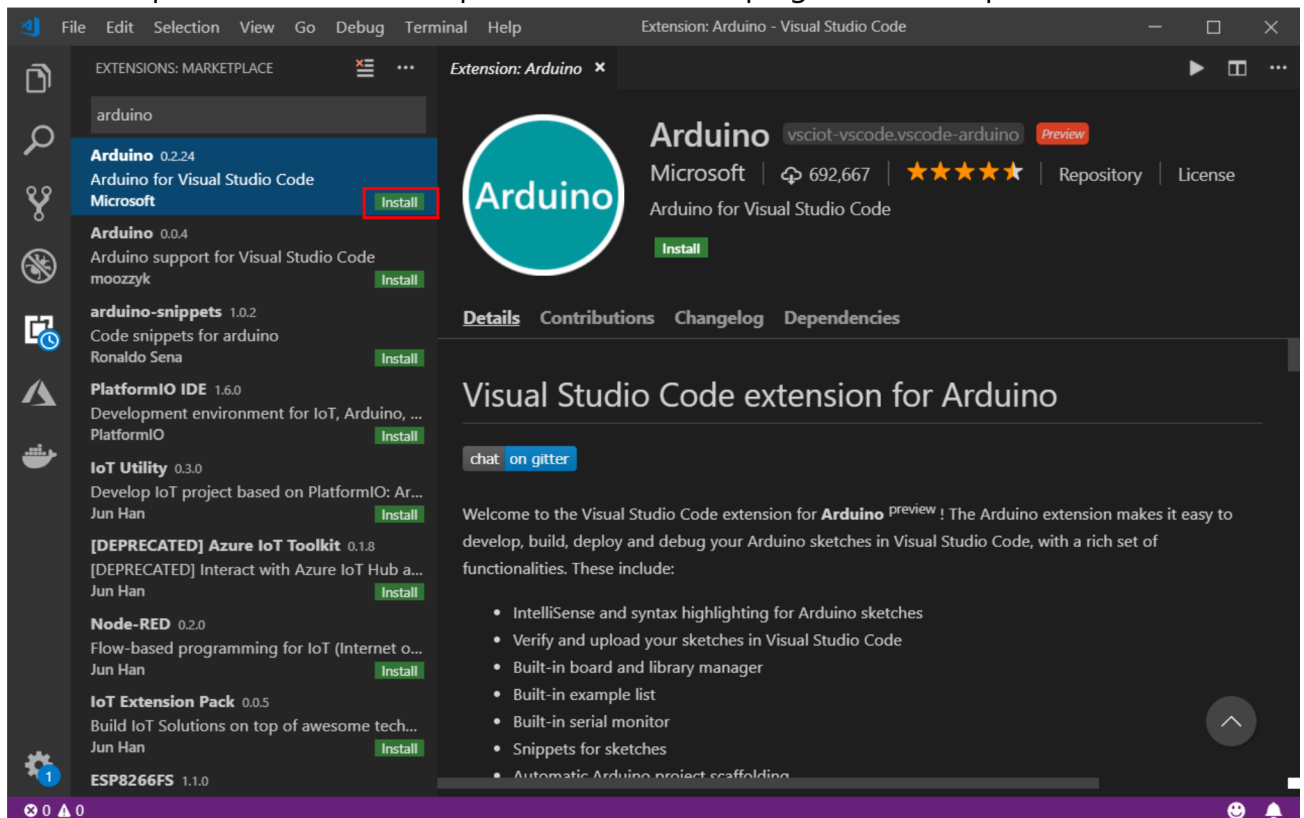 File Edit Selection View Go Debug Terminal Help Extension: Arduino - Visual Studio Code
EXTENSIONS: MARKETPLACE
arduino
Arduino 0.2.24
Arduino for Visual Studio Code
Microsoft Install
Arduino 0.0.4
Arduino support for Visual Studio Code
moozzyk Install
arduino-snippets 1.0.2
Code snippets for arduino
Ronaldo Sena Install
PlatformIO IDE 1.6.0
Development environment for IoT, Arduino, ...
PlatformIO Install
IoT Utility 0.3.0
Develop IoT project based on PlatformIO: Ar...
Jun Han Install
[DEPRECATED] Azure IoT Toolkit 0.1.8
[DEPRECATED] Interact with Azure IoT Hub a...
Jun Han Install
Node-RED 0.2.0
Flow-based programming for IoT (Internet o...
Jun Han Install
IoT Extension Pack 0.0.5
Build IoT Solutions on top of awesome tech...
Jun Han Install
ESP8266FS 1.1.0
Extension: Arduino
Arduino
Arduino vsciot-vscode.vscode-arduino Preview
Microsoft 692,667 Repository License
Arduino for Visual Studio Code
Install
Details Contributions Changelog Dependencies
Visual Studio Code extension for Arduino
chat on gitter
Welcome to the Visual Studio Code extension for Arduino preview ! The Arduino extension makes it easy to
develop, build, deploy and debug your Arduino sketches in Visual Studio Code, with a rich set of
functionalities. These include:
• IntelliSense and syntax highlighting for Arduino sketches
• Verify and upload your sketches in Visual Studio Code
• Built-in board and library manager
• Built-in example list
• Built-in serial monitor
• Snippets for sketches
• Automatic Arduino project scaffolding
1
0 0